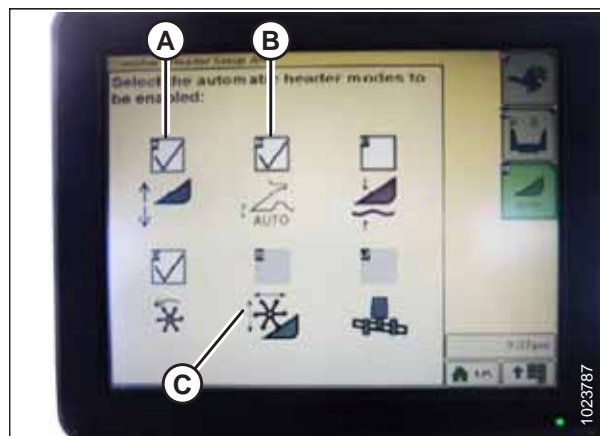 A
B
Select the automatic header modes to
be enabled:
AUTO
C
1023787